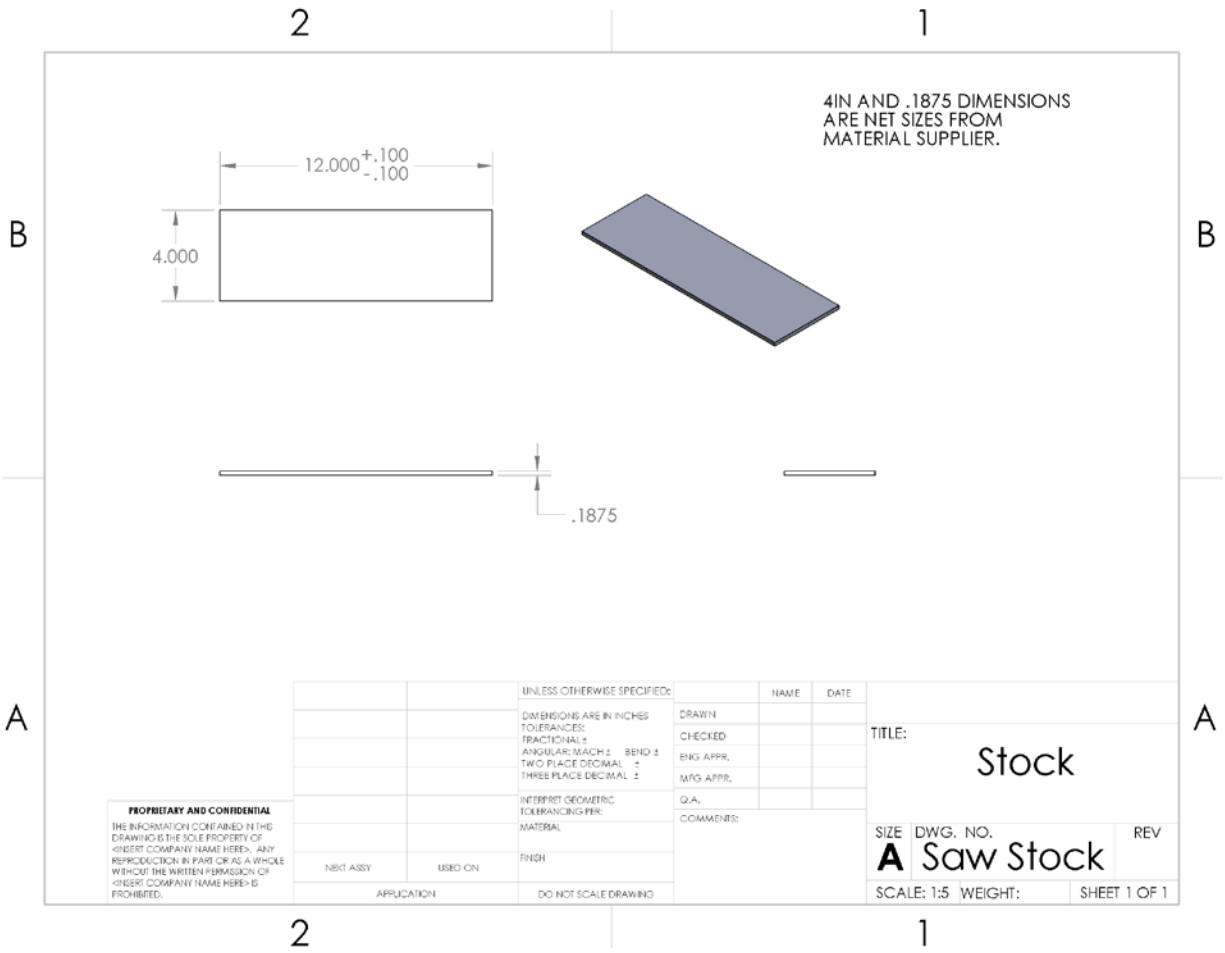 2
1
4IN AND .1875 DIMENSIONS
ARE NET SIZES FROM
MATERIAL SUPPLIER.
12.000 +.100
-.100
B
B
4.000
.1875
A
A
UNLESS OTHERWISE SPECIFIED:
DIMENSIONS ARE IN INCHES
TOLERANCES:
FRACTIONAL ±
ANGULAR: MACH ± BEND ±
TWO PLACE DECIMAL ±
THREE PLACE DECIMAL ±
INTERPRET GEOMETRIC
TOLERANCING PER:
MATERIAL
FINISH
DO NOT SCALE DRAWING
NAME DATE
DRAWN
CHECKED
ENG APPR.
MFG APPR.
Q.A.
COMMENTS:
TITLE:
Stock
SIZE DWG. NO. REV
A Saw Stock
SCALE: 1:5 WEIGHT: SHEET 1 OF 1
PROPRIETARY AND CONFIDENTIAL
THE INFORMATION CONTAINED IN THIS
DRAWING IS THE SOLE PROPERTY OF
<INSERT COMPANY NAME HERE>. ANY
REPRODUCTION IN PART OR AS A WHOLE
WITHOUT THE WRITTEN PERMISSION OF
<INSERT COMPANY NAME HERE> IS
PROHIBITED.
NEXT ASSY USED ON
APPLICATION
2
1